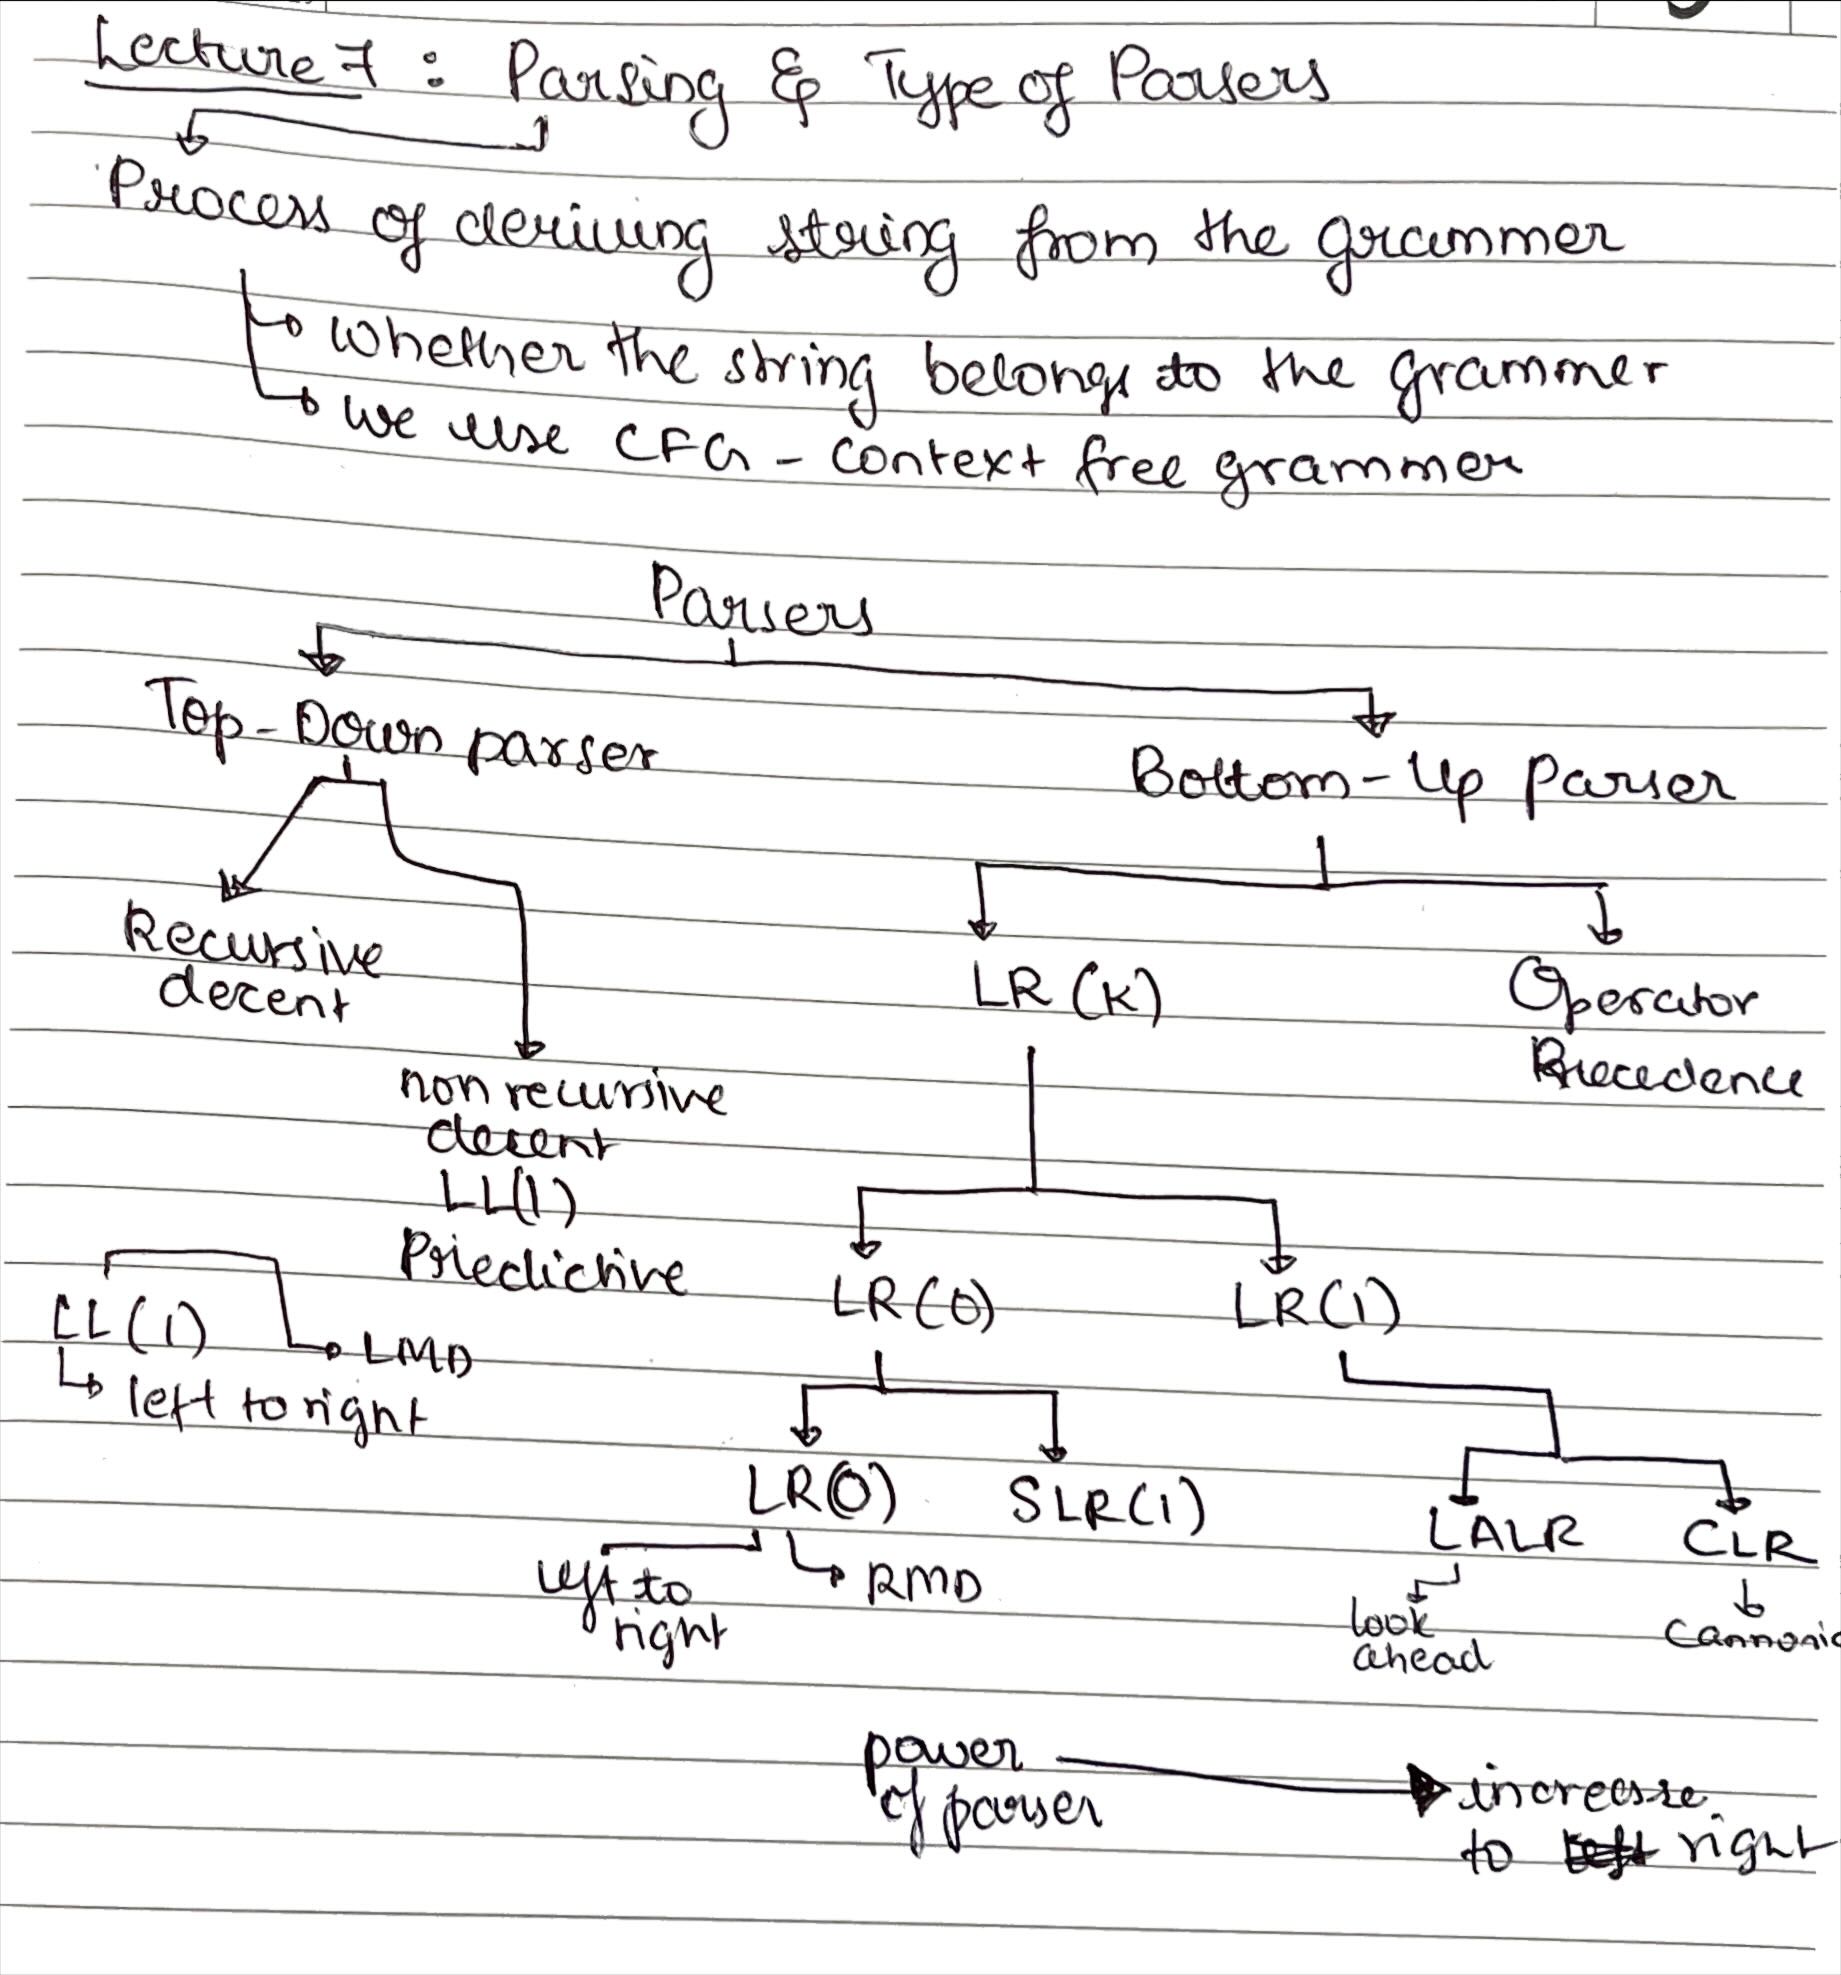 Lecture 7 : Parsing & Type of Parsers
Process of deriving string from the grammer
Whether the string belongs to the grammer
We use CFG - Context free grammer
Parsers
Top-Down parser
Bottom-Up Parser
Recursive
decent
LR (K)
Operator
Precedence
non recursive
decent
LL(1)
Predictive
LR(0)
LR(1)
LL(1)
LMD
left to right
LR(0)
SLR(1)
LALR
CLR
left to
right
RMD
look
ahead
power
of parser
increase
to right